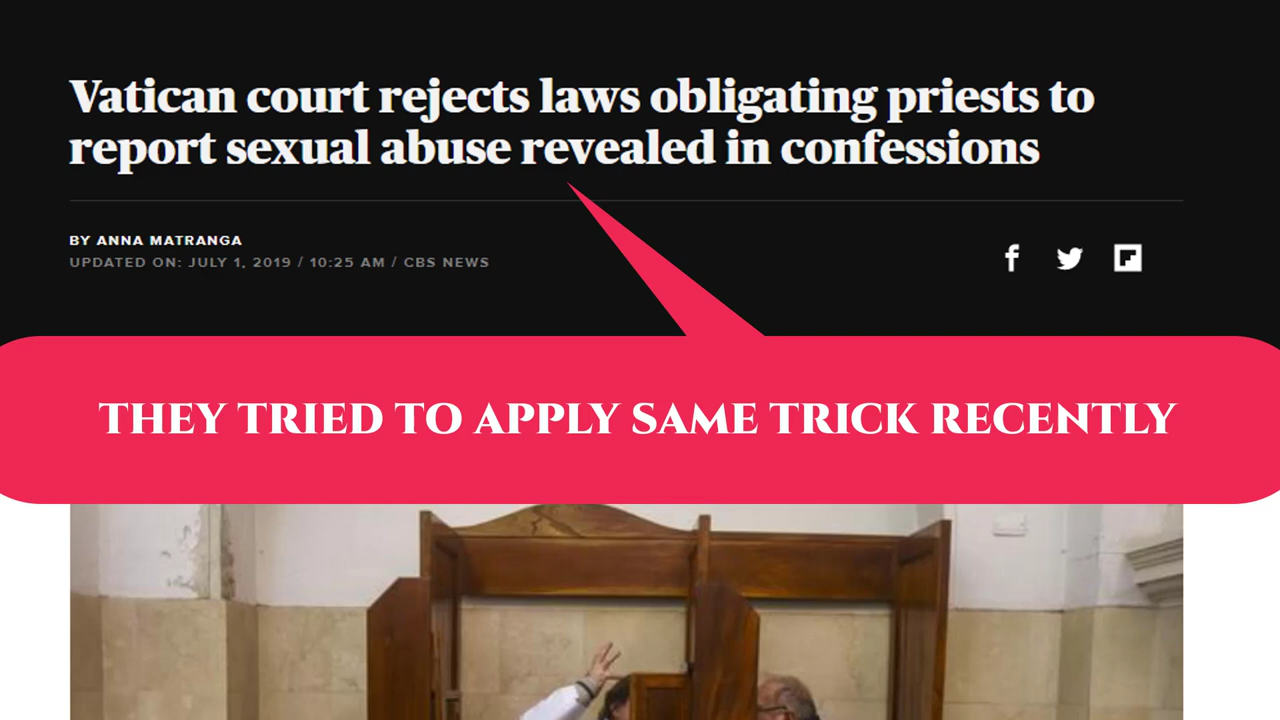 Vatican court rejects laws obligating priests to
report sexual abuse revealed in confessions
BY ANNA MATRANGA
UPDATED ON: JULY 1, 2019 / 10:25 AM / CBS NEWS
THEY TRIED TO APPLY SAME TRICK RECENTLY